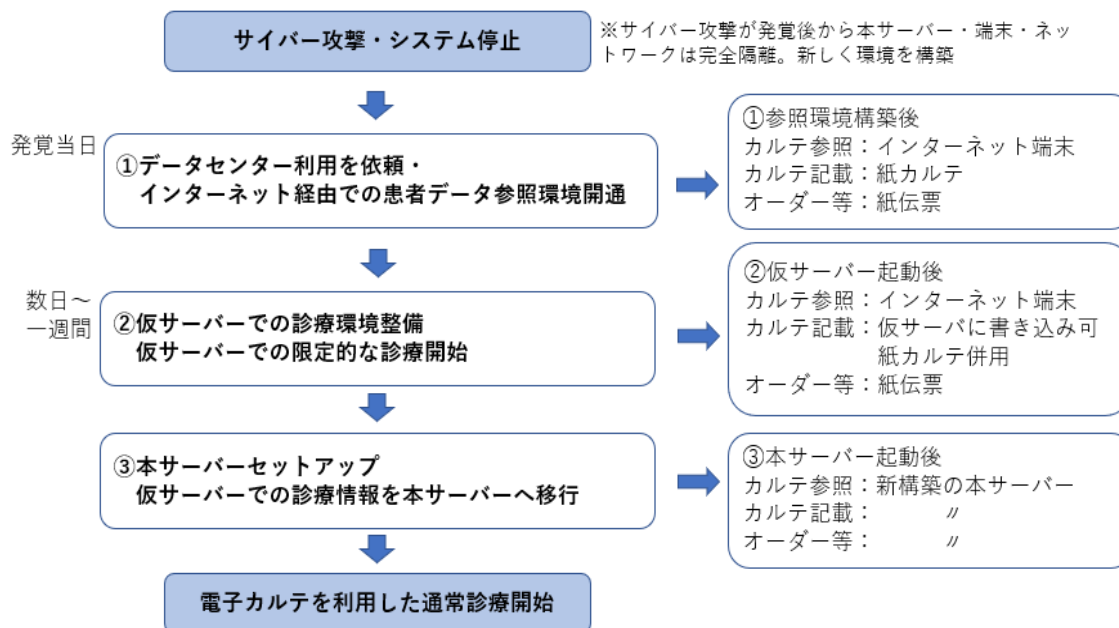 サイバー攻撃・システム停止
※サイバー攻撃が発覚後から本サーバー・端末・ネッ
トワークは完全隔離。新しく環境を構築
発覚当日
①データセンター利用を依頼・
インターネット経由での患者データ参照環境開通
①参照環境構築後
カルテ参照：インターネット端末
カルテ記載：紙カルテ
オーダー等：紙伝票
数日～
一週間
②仮サーバーでの診療環境整備
仮サーバーでの限定的な診療開始
②仮サーバー起動後
カルテ参照：インターネット端末
カルテ記載：仮サーバに書き込み可
紙カルテ併用
オーダー等：紙伝票
③本サーバーセットアップ
仮サーバーでの診療情報を本サーバーへ移行
③本サーバー起動後
カルテ参照：新構築の本サーバー
カルテ記載：　　　〃
オーダー等：　　　〃
電子カルテを利用した通常診療開始